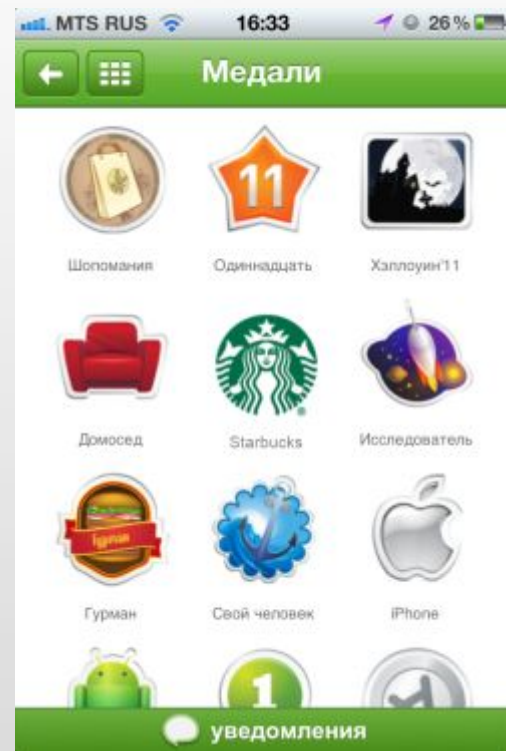 MTS RUS 16:33 26 %
Медали
11
Шопомания Одиннадцать Хэллоуин'11
Домосед Starbucks Исследователь
Гурман
Гурман Свой человек iPhone
1
уведомления